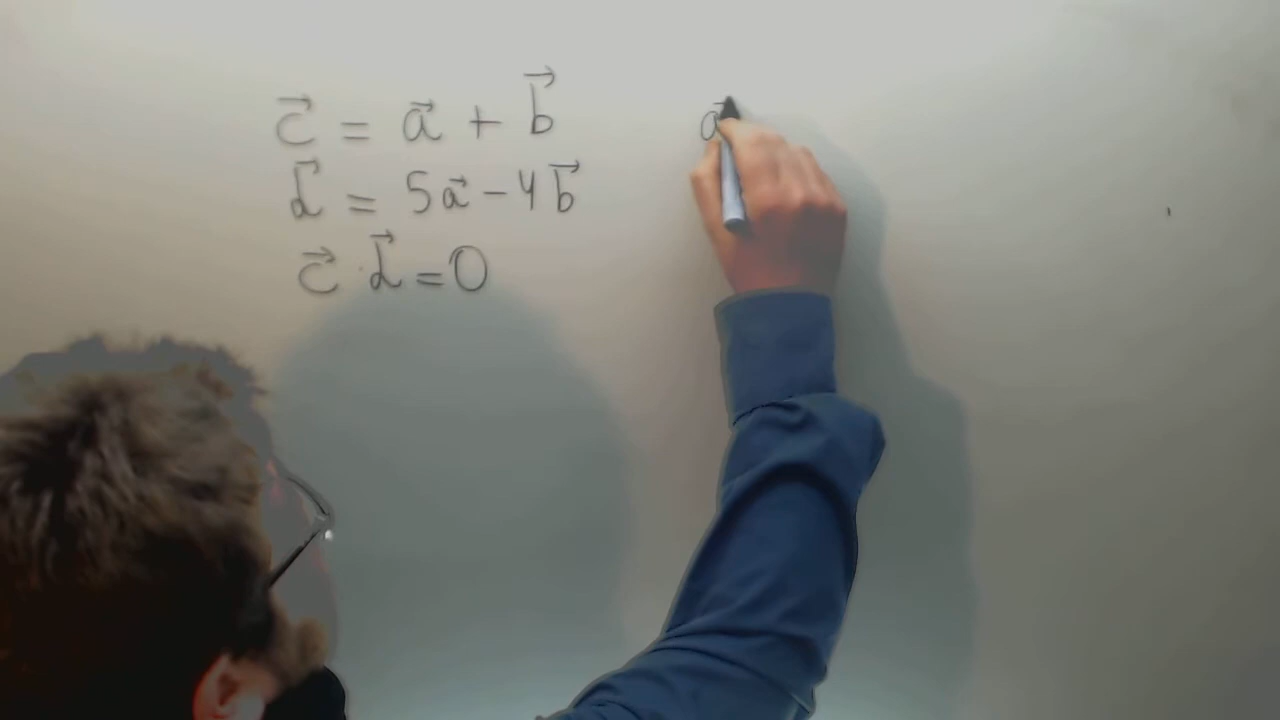 c⃗ = a⃗ + b⃗
d⃗ = 5a⃗ - 4b⃗
c⃗ · d⃗ = 0
a⃗